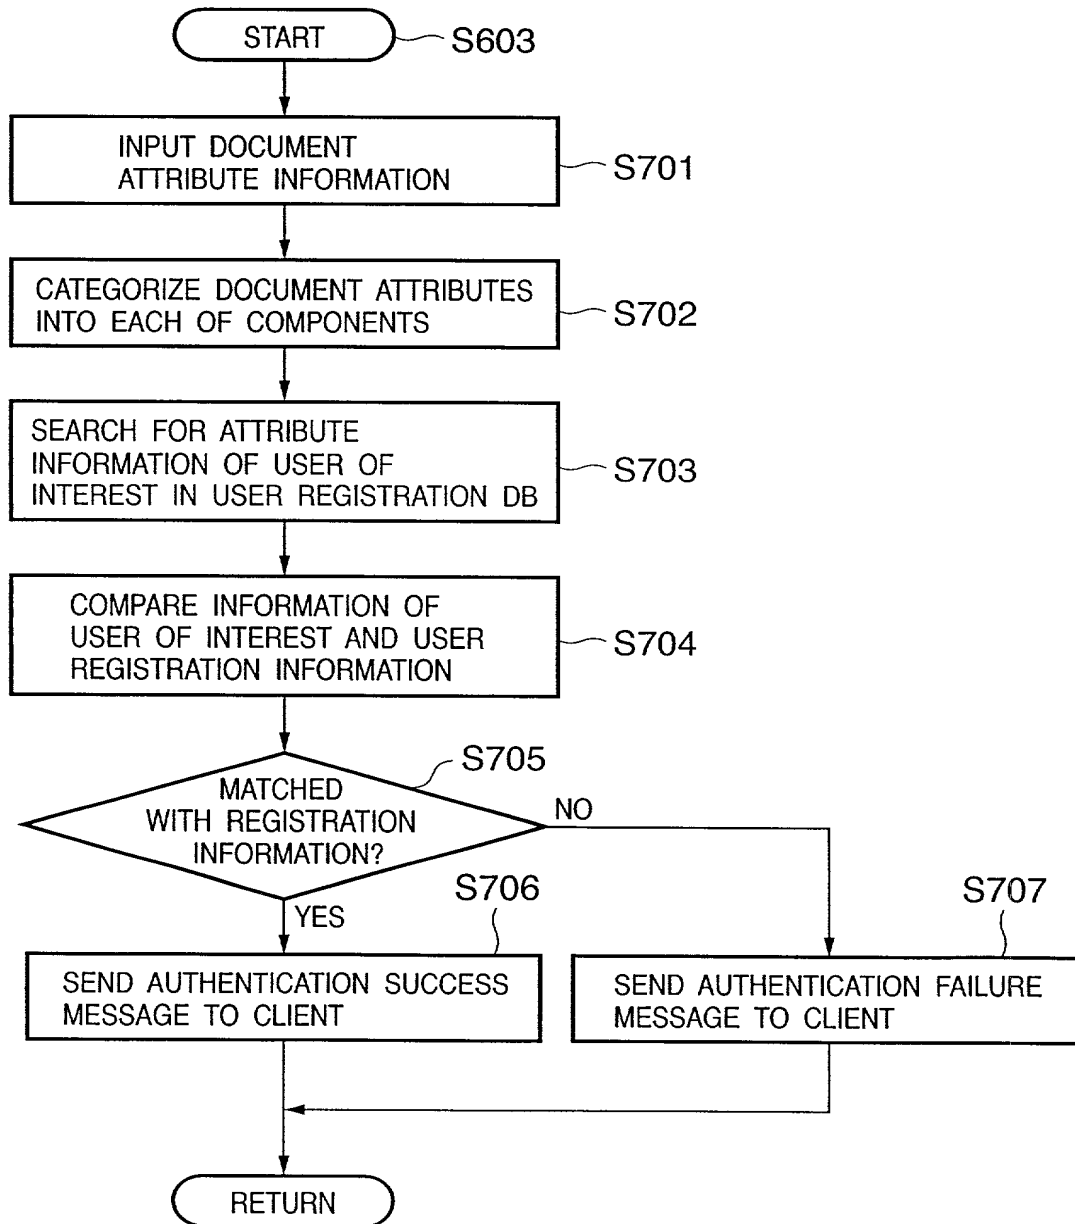 START
S603
INPUT DOCUMENT
ATTRIBUTE INFORMATION
S701
CATEGORIZE DOCUMENT ATTRIBUTES
INTO EACH OF COMPONENTS
S702
SEARCH FOR ATTRIBUTE
INFORMATION OF USER OF
INTEREST IN USER REGISTRATION DB
S703
COMPARE INFORMATION OF
USER OF INTEREST AND USER
REGISTRATION INFORMATION
S704
S705
MATCHED
WITH REGISTRATION
INFORMATION?
NO
YES
S706
SEND AUTHENTICATION SUCCESS
MESSAGE TO CLIENT
S707
SEND AUTHENTICATION FAILURE
MESSAGE TO CLIENT
RETURN